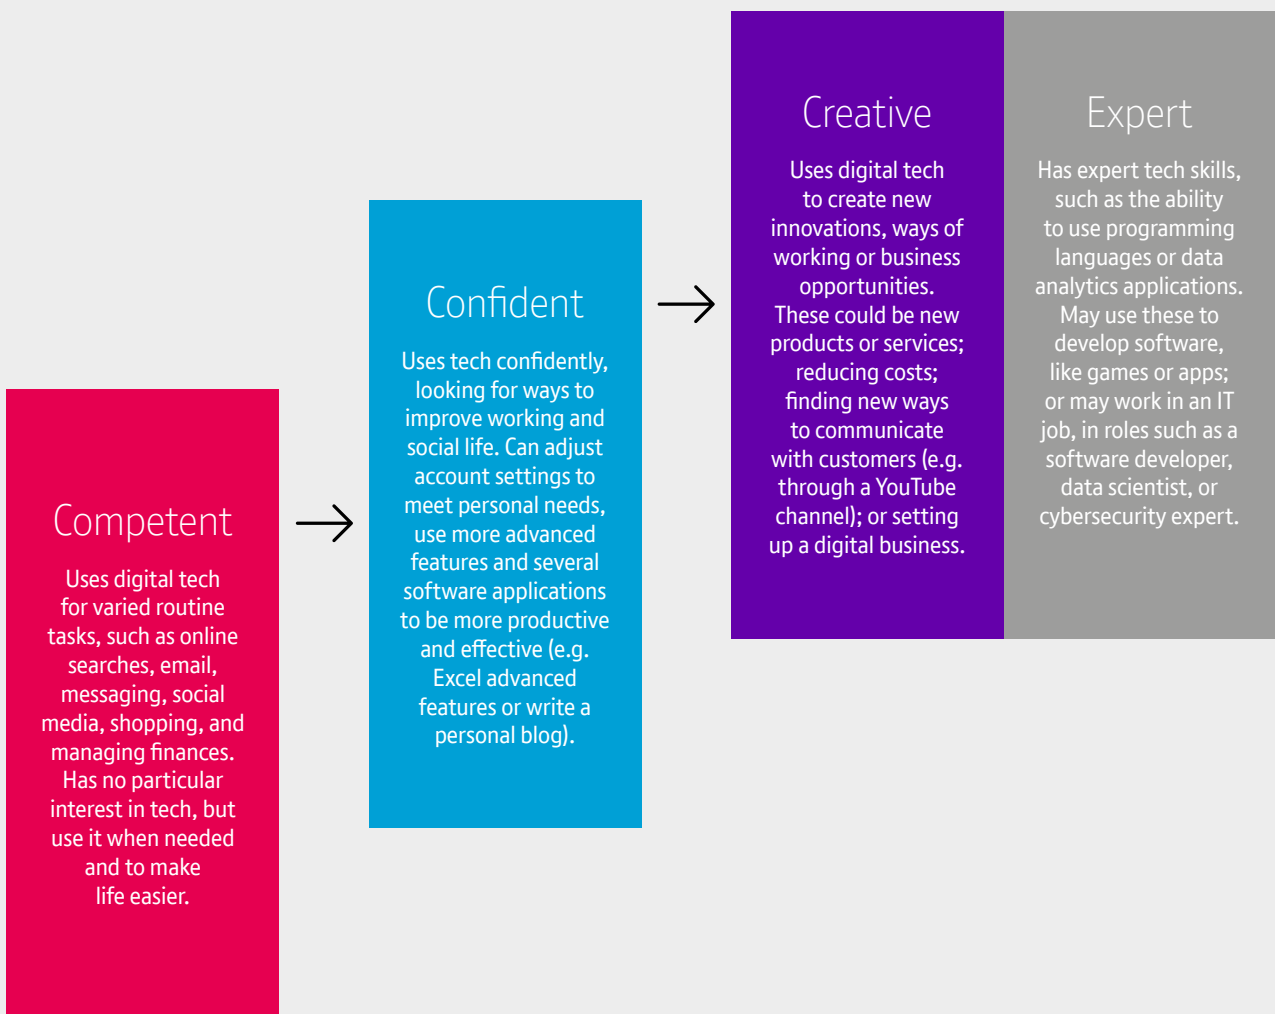 Competent
Uses digital tech
for varied routine
tasks, such as online
searches, email,
messaging, social
media, shopping, and
managing finances.
Has no particular
interest in tech, but
use it when needed
and to make
life easier.
Confident
Uses tech confidently,
looking for ways to
improve working and
social life. Can adjust
account settings to
meet personal needs,
use more advanced
features and several
software applications
to be more productive
and effective (e.g.
Excel advanced
features or write a
personal blog).
Creative
Uses digital tech
to create new
innovations, ways of
working or business
opportunities.
These could be new
products or services;
reducing costs;
finding new ways
to communicate
with customers (e.g.
through a YouTube
channel); or setting
up a digital business.
Expert
Has expert tech skills,
such as the ability
to use programming
languages or data
analytics applications.
May use these to
develop software,
like games or apps;
or may work in an IT
job, in roles such as a
software developer,
data scientist, or
cybersecurity expert.